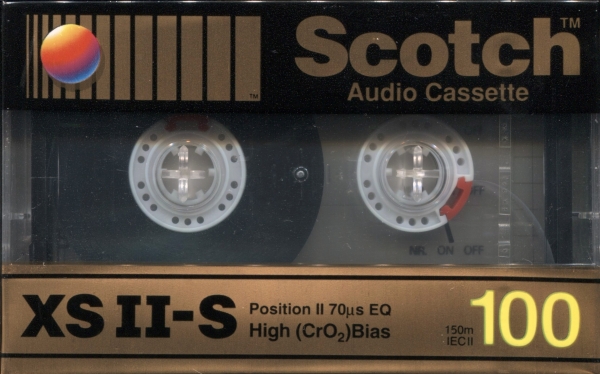 Scotch™
Audio Cassette
TM
OFF
NR. ON OFF
XS II-S
Position II 70µs EQ
High (CrO₂)Bias
150m
IEC II
100